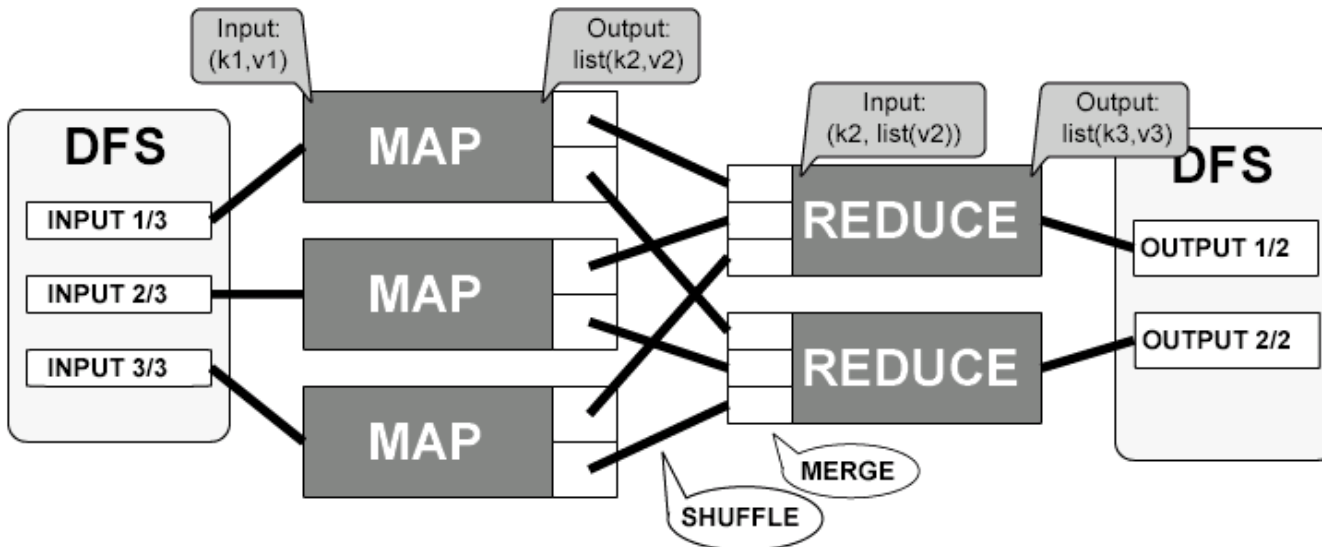 Input:
(k1,v1)
Output:
list(k2,v2)
DFS
INPUT 1/3
INPUT 2/3
INPUT 3/3
MAP
MAP
MAP
Input:
(k2, list(v2))
Output:
list(k3,v3)
REDUCE
REDUCE
DFS
OUTPUT 1/2
OUTPUT 2/2
MERGE
SHUFFLE